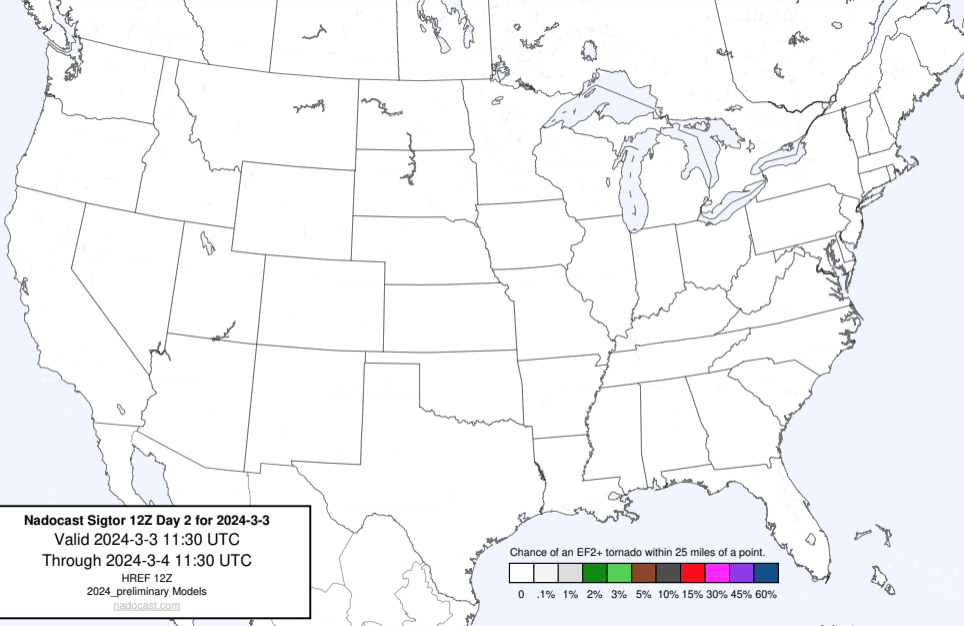 Nadocast Sigtor 12Z Day 2 for 2024-3-3
Valid 2024-3-3 11:30 UTC
Through 2024-3-4 11:30 UTC
HREF 12Z
2024_preliminary Models
nadocast.com
Chance of an EF2+ tornado within 25 miles of a point.
0 .1% 1% 2% 3% 5% 10% 15% 30% 45% 60%